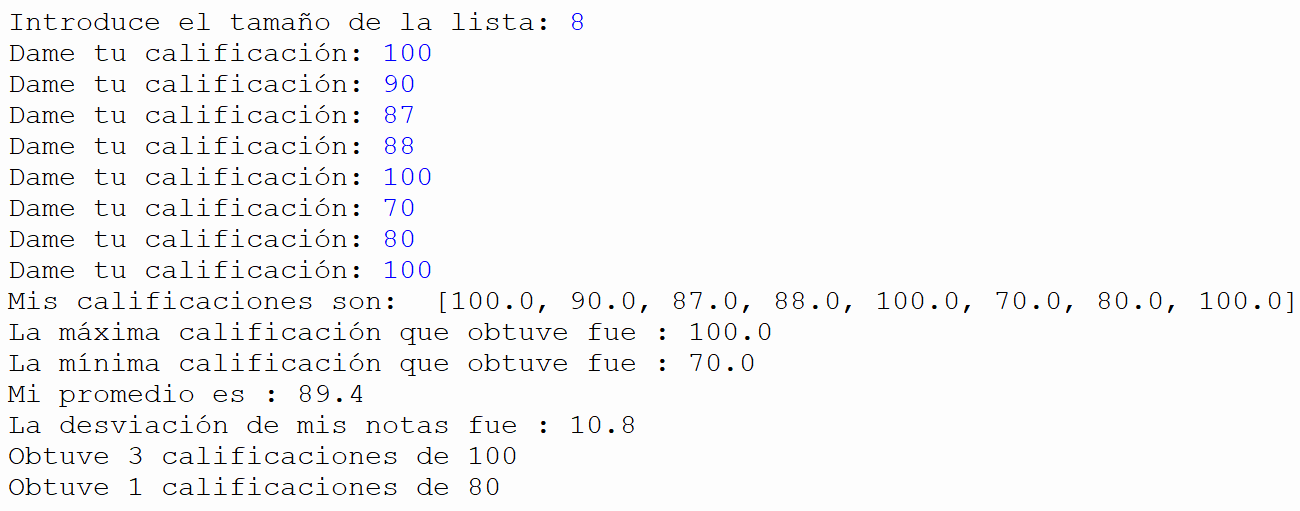 Introduce el tamaño de la lista: 8
Dame tu calificación: 100
Dame tu calificación: 90
Dame tu calificación: 87
Dame tu calificación: 88
Dame tu calificación: 100
Dame tu calificación: 70
Dame tu calificación: 80
Dame tu calificación: 100
Mis calificaciones son:  [100.0, 90.0, 87.0, 88.0, 100.0, 70.0, 80.0, 100.0]
La máxima calificación que obtuve fue : 100.0
La mínima calificación que obtuve fue : 70.0
Mi promedio es : 89.4
La desviación de mis notas fue : 10.8
Obtuve 3 calificaciones de 100
Obtuve 1 calificaciones de 80